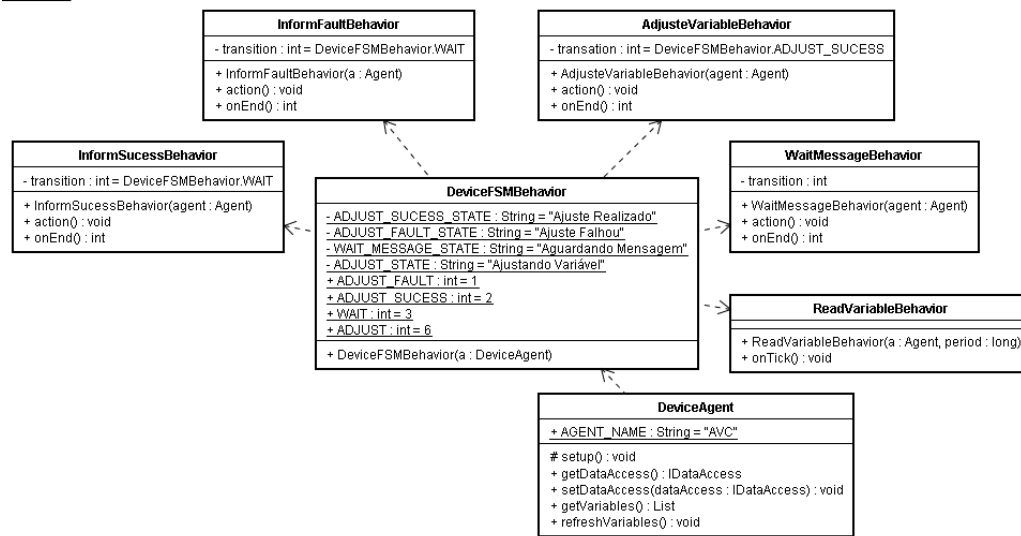 InformFaultBehavior
- transition : int = DeviceFSMBehavior.WAIT
+ InformFaultBehavior(a : Agent)
+ action() : void
+ onEnd() : int
AdjusteVariableBehavior
- transation : int = DeviceFSMBehavior.ADJUST_SUCESS
+ AdjusteVariableBehavior(agent : Agent)
+ action() : void
+ onEnd() : int
InformSucessBehavior
- transition : int = DeviceFSMBehavior.WAIT
+ InformSucessBehavior(agent : Agent)
+ action() : void
+ onEnd() : int
DeviceFSMBehavior
- ADJUST_SUCESS_STATE : String = "Ajuste Realizado"
- ADJUST_FAULT_STATE : String = "Ajuste Falhou"
- WAIT_MESSAGE_STATE : String = "Aguardando Mensagem"
- ADJUST_STATE : String = "Ajustando Variável"
+ ADJUST_FAULT : int = 1
+ ADJUST_SUCESS : int = 2
+ WAIT : int = 3
+ ADJUST : int = 6
+ DeviceFSMBehavior(a : DeviceAgent)
WaitMessageBehavior
- transition : int
+ WaitMessageBehavior(agent : Agent)
+ action() : void
+ onEnd() : int
ReadVariableBehavior
+ ReadVariableBehavior(a : Agent, period : long)
+ onTick() : void
DeviceAgent
+ AGENT_NAME : String = "AVC"
# setup() : void
+ getDataAccess() : IDataAccess
+ setDataAccess(dataAccess : IDataAccess) : void
+ getVariables() : List
+ refreshVariables() : void